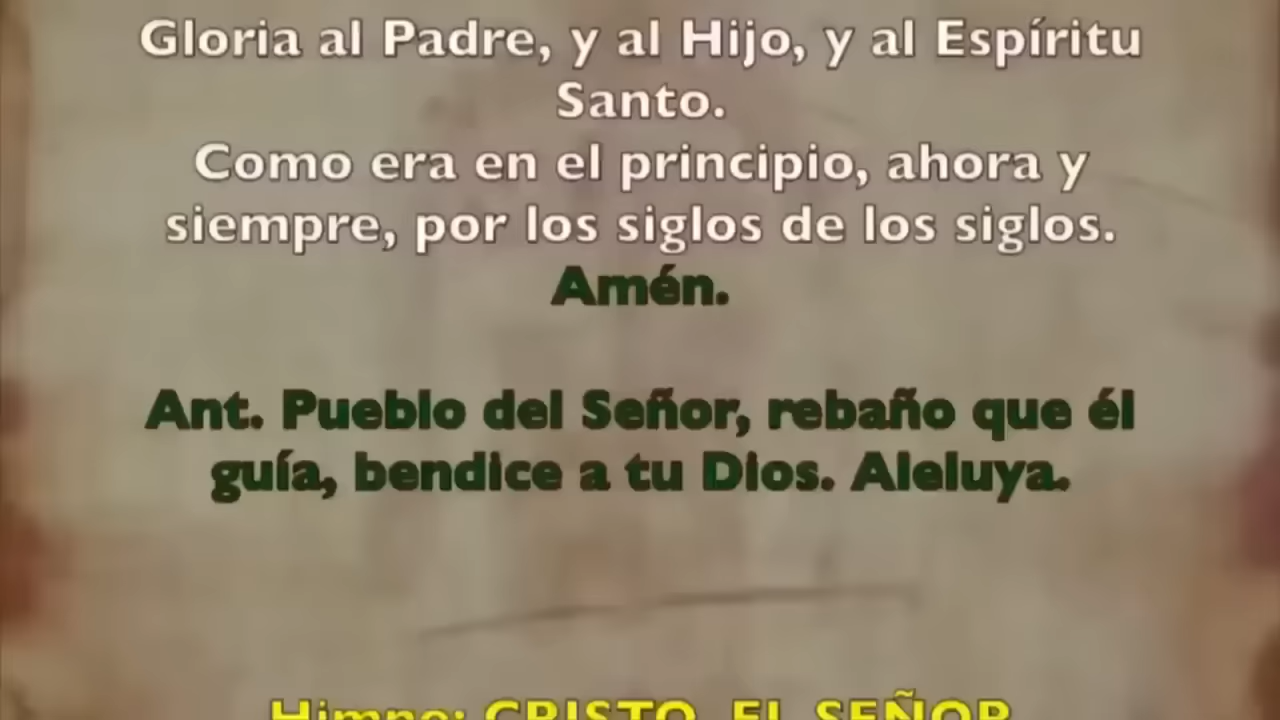 Gloria al Padre, y al Hijo, y al Espíritu
Santo.
Como era en el principio, ahora y
siempre, por los siglos de los siglos.
Amén.
Ant. Pueblo del Señor, rebaño que él
guía, bendice a tu Dios. Aleluya.
Himno: CRISTO, EL SEÑOR